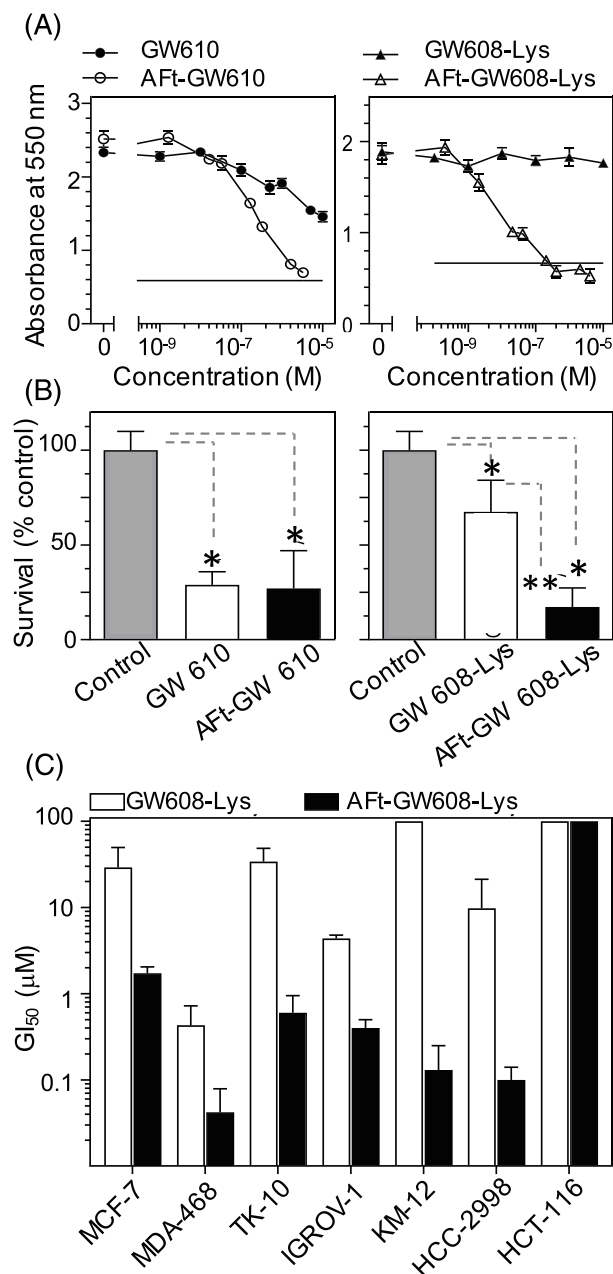 (A)
GW610
AFt-GW610
GW608-Lys
AFt-GW608-Lys
Absorbance at 550 nm
3
2
1
0
0
10⁻⁹
10⁻⁷
10⁻⁵
Concentration (M)
2
1
0
0
10⁻⁹
10⁻⁷
10⁻⁵
Concentration (M)
(B)
Survival (% control)
100
50
0
*
*
Control
GW 610
AFt-GW 610
100
50
0
*
**
*
Control
GW 608-Lys
AFt-GW 608-Lys
(C)
GW608-Lys
AFt-GW608-Lys
GI₅₀ (μM)
100
10
1
0.1
MCF-7
MDA-468
TK-10
IGROV-1
KM-12
HCC-2998
HCT-116